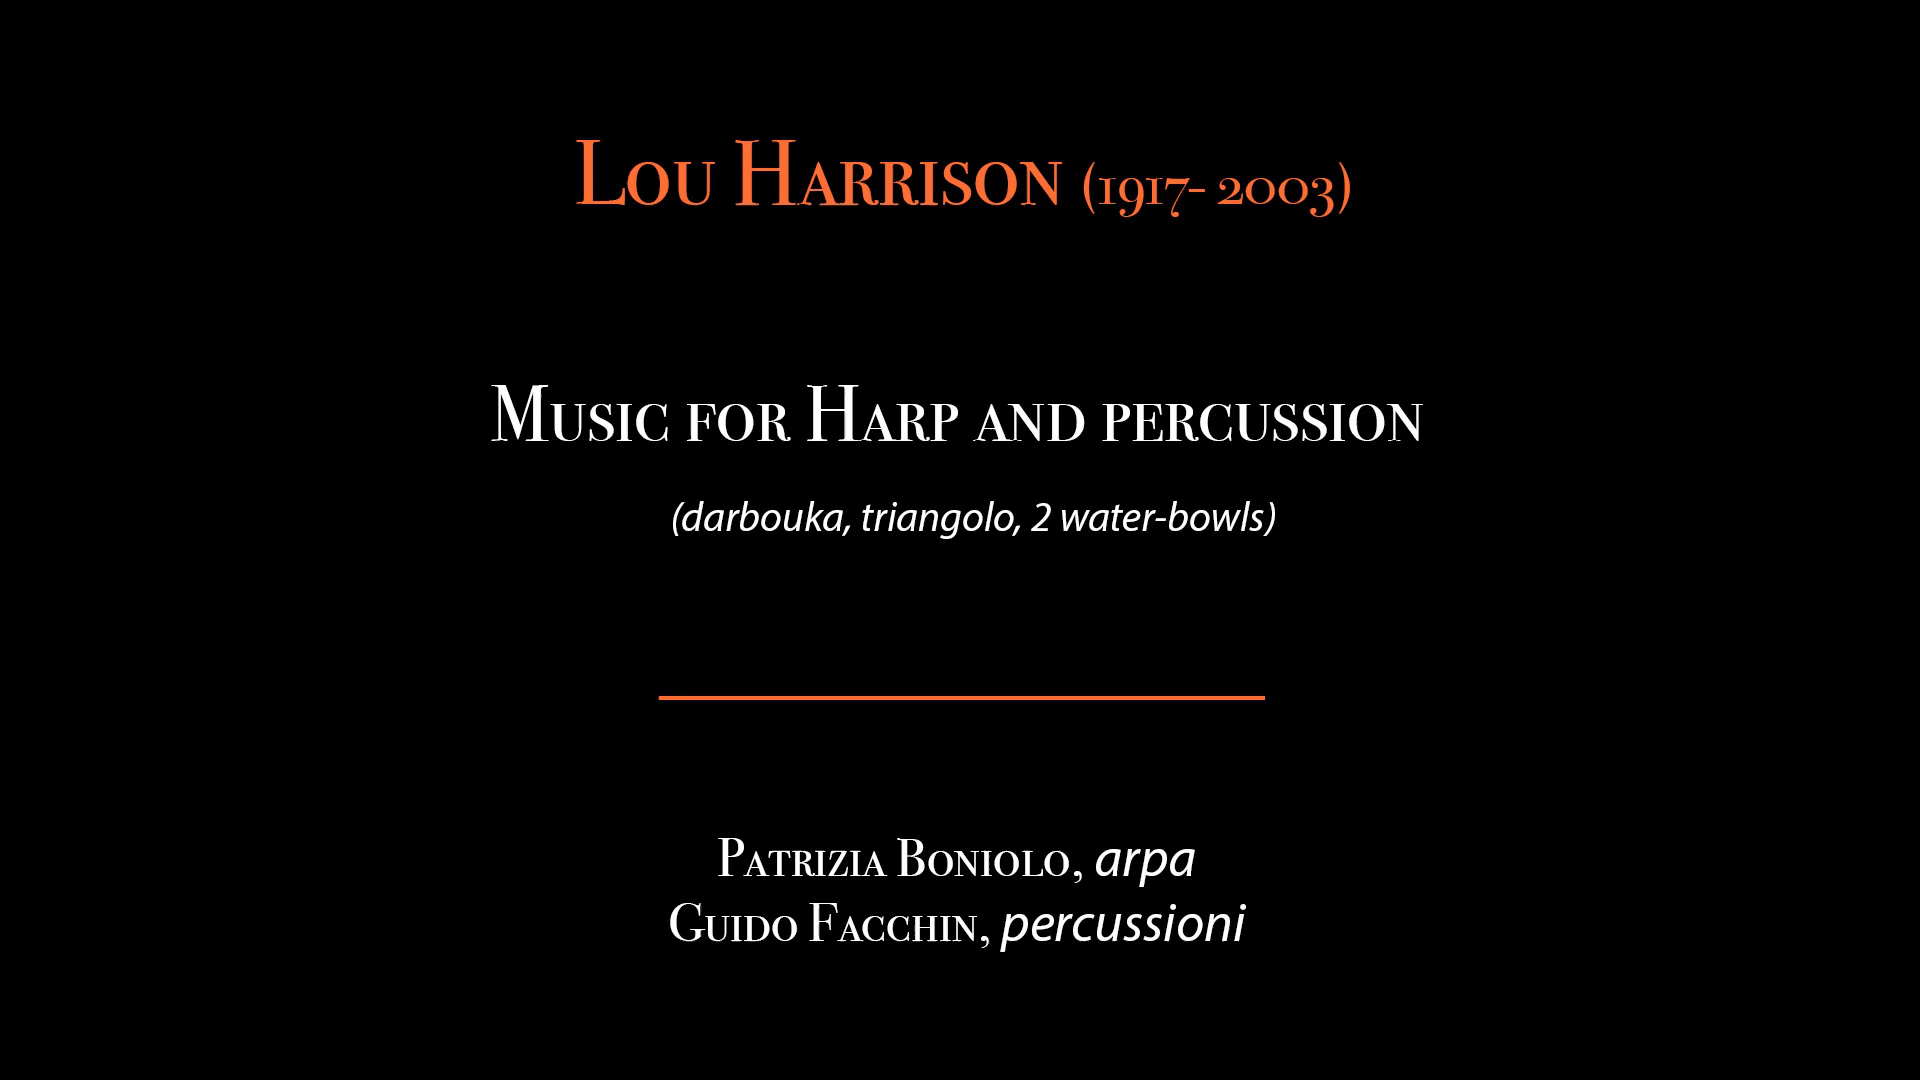 Lou Harrison (1917- 2003)
Music for Harp and percussion
(darbouka, triangolo, 2 water-bowls)
Patrizia Boniolo, arpa
Guido Facchin, percussioni